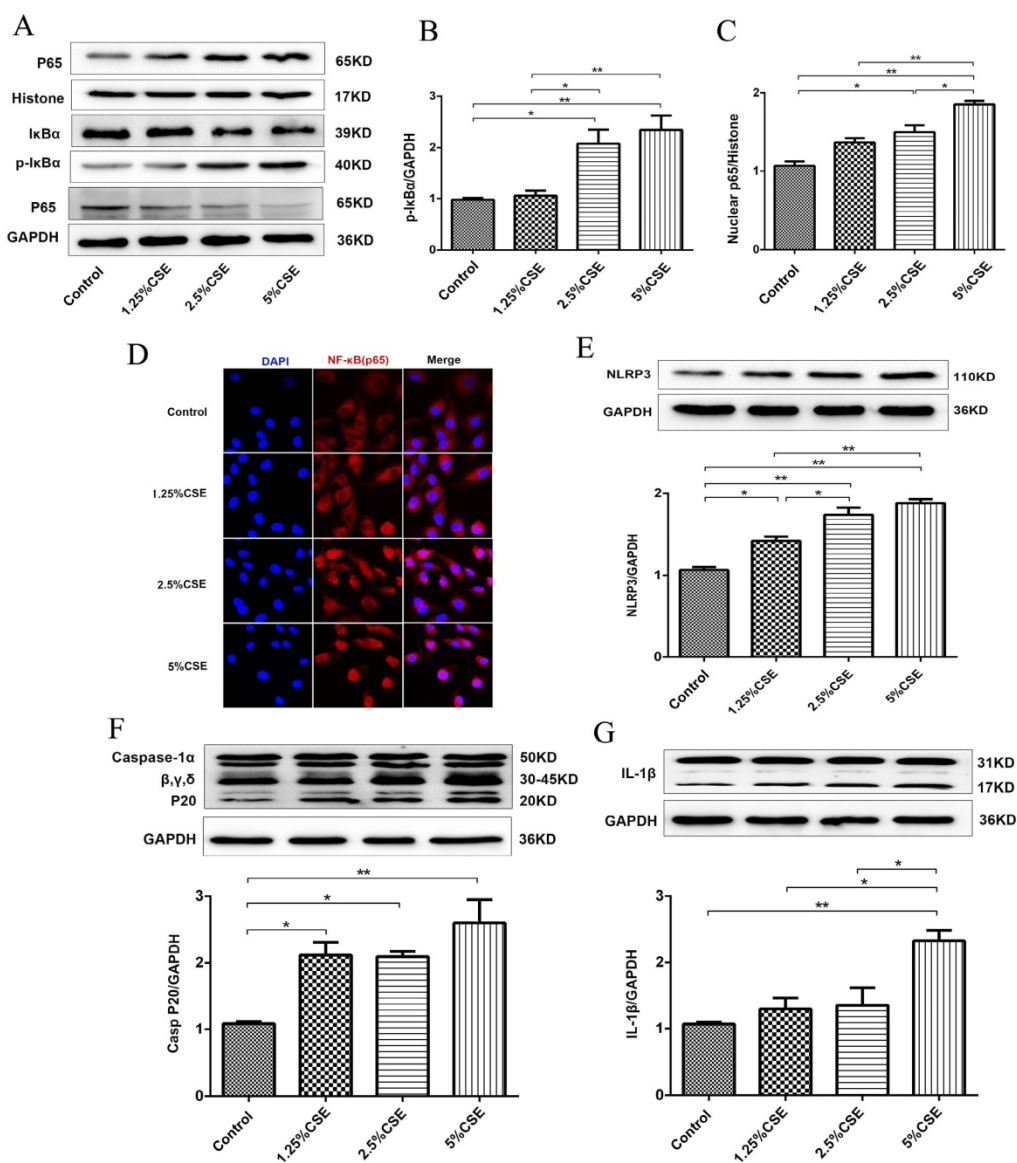 A
P65 65KD
Histone 17KD
IκBα 39KD
p-IκBα 40KD
P65 65KD
GAPDH 36KD
Control 1.25%CSE 2.5%CSE 5%CSE
B
p-IκBα/GAPDH
3
2
1
0
**
*
**
*
Control 1.25%CSE 2.5%CSE 5%CSE
C
Nuclear p65/Histone
2
1
0
**
**
* *
Control 1.25%CSE 2.5%CSE 5%CSE
D
DAPI NF-κB(p65) Merge
Control
1.25%CSE
2.5%CSE
5%CSE
E
NLRP3 110KD
GAPDH 36KD
NLRP3/GAPDH
2
1
0
**
**
**
* *
Control 1.25%CSE 2.5%CSE 5%CSE
F
Caspase-1α 50KD
β,γ,δ 30-45KD
P20 20KD
GAPDH 36KD
Casp P20/GAPDH
3
2
1
0
**
*
*
Control 1.25%CSE 2.5%CSE 5%CSE
G
IL-1β 31KD
17KD
GAPDH 36KD
IL-1β/GAPDH
3
2
1
0
*
*
**
Control 1.25%CSE 2.5%CSE 5%CSE